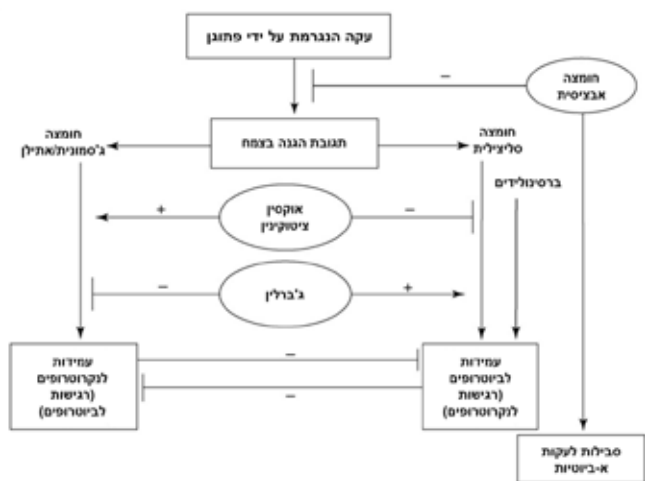 עקה הנגרמת על ידי פתוגן
–
חומצה
אבציסית
חומצה
ג'סמונית/אתילן
תגובת הגנה בצמח
חומצה
סליצילית
ברסינולידים
+
אוקסין
ציטוקינין
–
–
ג'ברלין
+
עמידות
לנקרוטרופים
(רגישות
לביוטרופים)
–
–
עמידות
לביוטרופים
(רגישות
לנקרוטרופים)
סבילות לעקות
א-ביוטיות